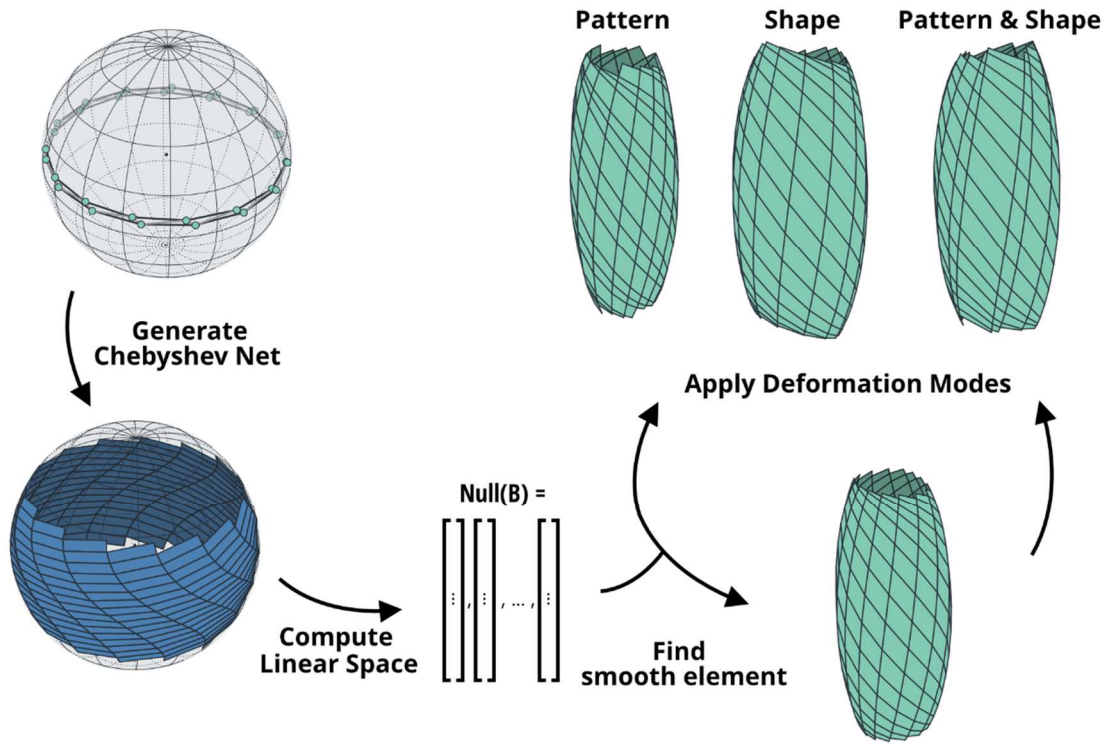 Pattern
Shape
Pattern & Shape
Generate
Chebyshev Net
Apply Deformation Modes
Null(B) =
[⋮],[⋮], ... ,[⋮]
Compute
Linear Space
Find
smooth element